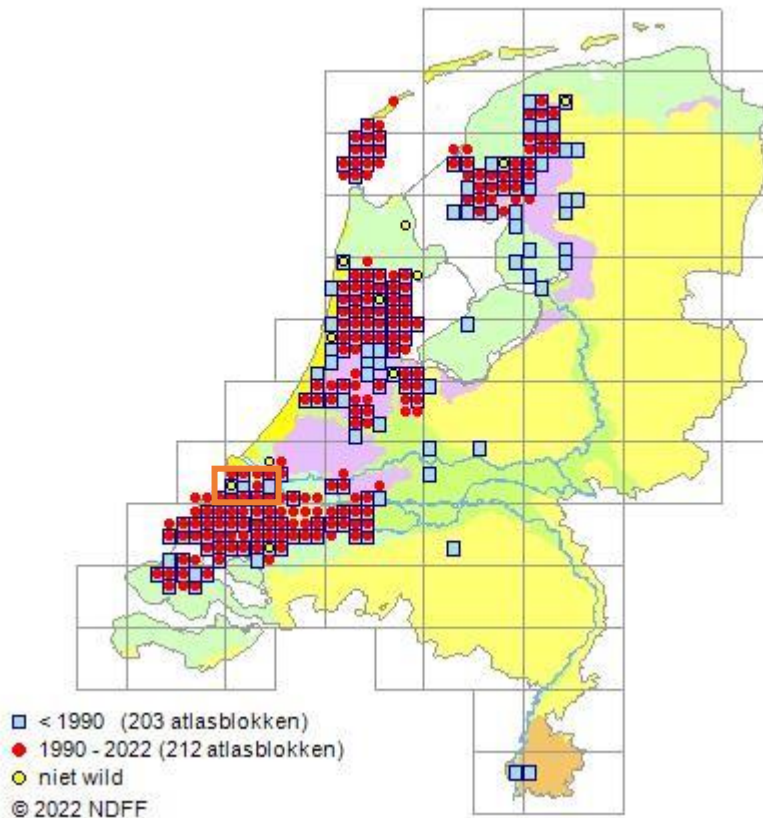 < 1990 (203 atlasblokken)
1990 - 2022 (212 atlasblokken)
niet wild
© 2022 NDFF